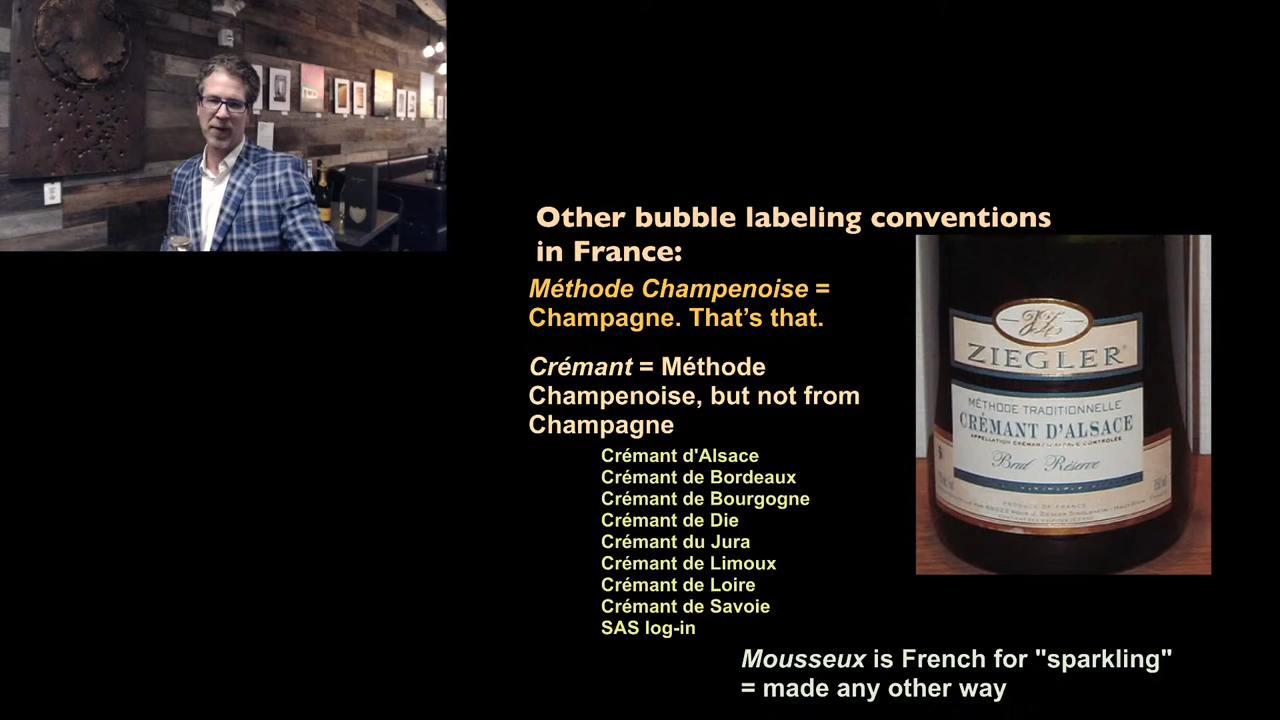 Other bubble labeling conventions
in France:
Méthode Champenoise =
Champagne. That’s that.
Crémant = Méthode
Champenoise, but not from
Champagne
Crémant d'Alsace
Crémant de Bordeaux
Crémant de Bourgogne
Crémant de Die
Crémant du Jura
Crémant de Limoux
Crémant de Loire
Crémant de Savoie
SAS log-in
ZIEGLER
MÉTHODE TRADITIONNELLE
CRÉMANT D'ALSACE
Brut Réserve
PRODUCE OF FRANCE
Mousseux is French for "sparkling"
= made any other way